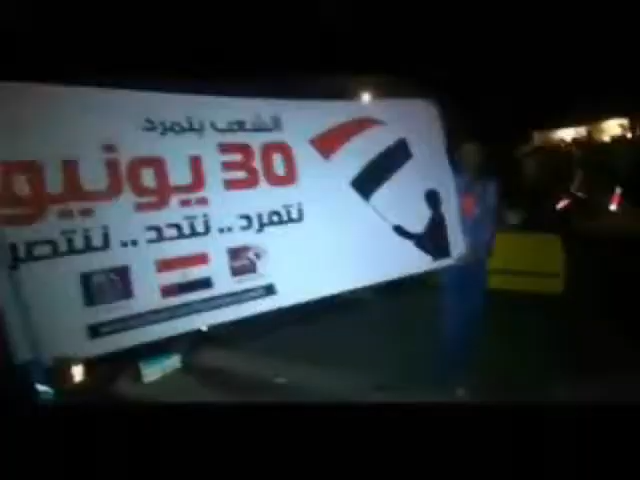 الشعب يتمرد
30 يونيو
نتمرد.. نتحد.. ننتصر